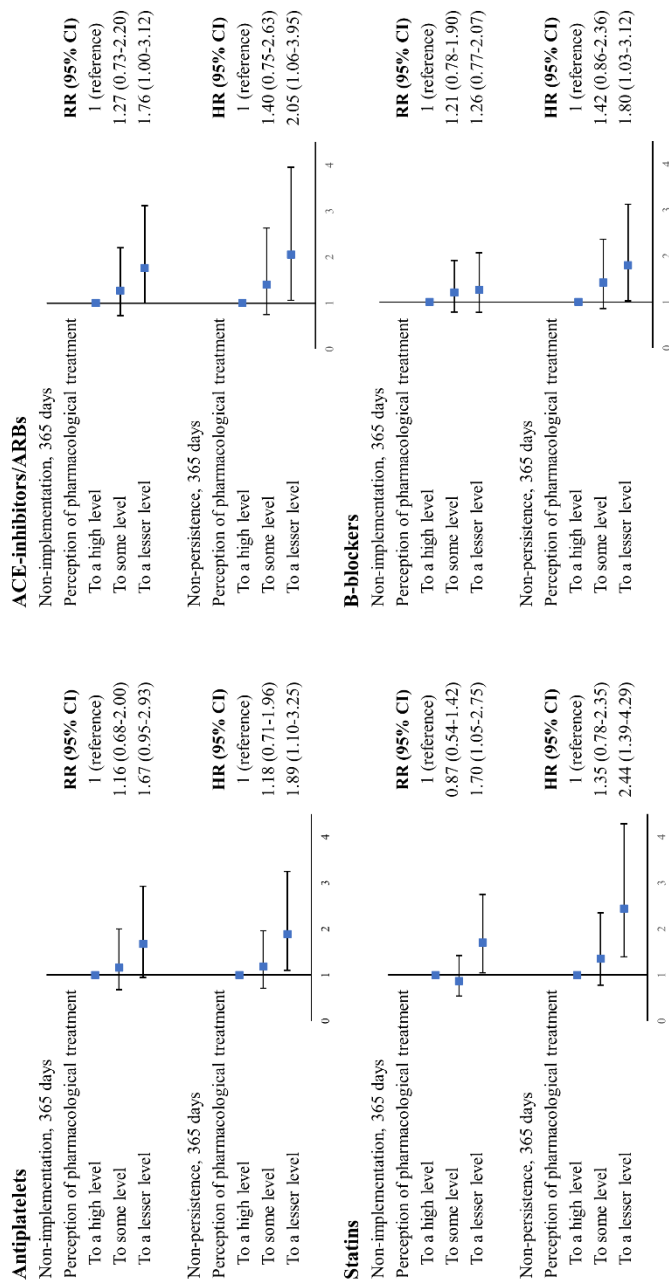 Antiplatelets
Non-implementation, 365 days
Perception of pharmacological treatment RR (95% CI)
To a high level 1 (reference)
To some level 1.16 (0.68-2.00)
To a lesser level 1.67 (0.95-2.93)
Non-persistence, 365 days
Perception of pharmacological treatment HR (95% CI)
To a high level 1 (reference)
To some level 1.18 (0.71-1.96)
To a lesser level 1.89 (1.10-3.25)
0 1 2 3 4
ACE-inhibitors/ARBs
Non-implementation, 365 days
Perception of pharmacological treatment RR (95% CI)
To a high level 1 (reference)
To some level 1.27 (0.73-2.20)
To a lesser level 1.76 (1.00-3.12)
Non-persistence, 365 days
Perception of pharmacological treatment HR (95% CI)
To a high level 1 (reference)
To some level 1.40 (0.75-2.63)
To a lesser level 2.05 (1.06-3.95)
0 1 2 3 4
Statins
Non-implementation, 365 days
Perception of pharmacological treatment RR (95% CI)
To a high level 1 (reference)
To some level 0.87 (0.54-1.42)
To a lesser level 1.70 (1.05-2.75)
Non-persistence, 365 days
Perception of pharmacological treatment HR (95% CI)
To a high level 1 (reference)
To some level 1.35 (0.78-2.35)
To a lesser level 2.44 (1.39-4.29)
0 1 2 3 4
B-blockers
Non-implementation, 365 days
Perception of pharmacological treatment RR (95% CI)
To a high level 1 (reference)
To some level 1.21 (0.78-1.90)
To a lesser level 1.26 (0.77-2.07)
Non-persistence, 365 days
Perception of pharmacological treatment HR (95% CI)
To a high level 1 (reference)
To some level 1.42 (0.86-2.36)
To a lesser level 1.80 (1.03-3.12)
0 1 2 3 4